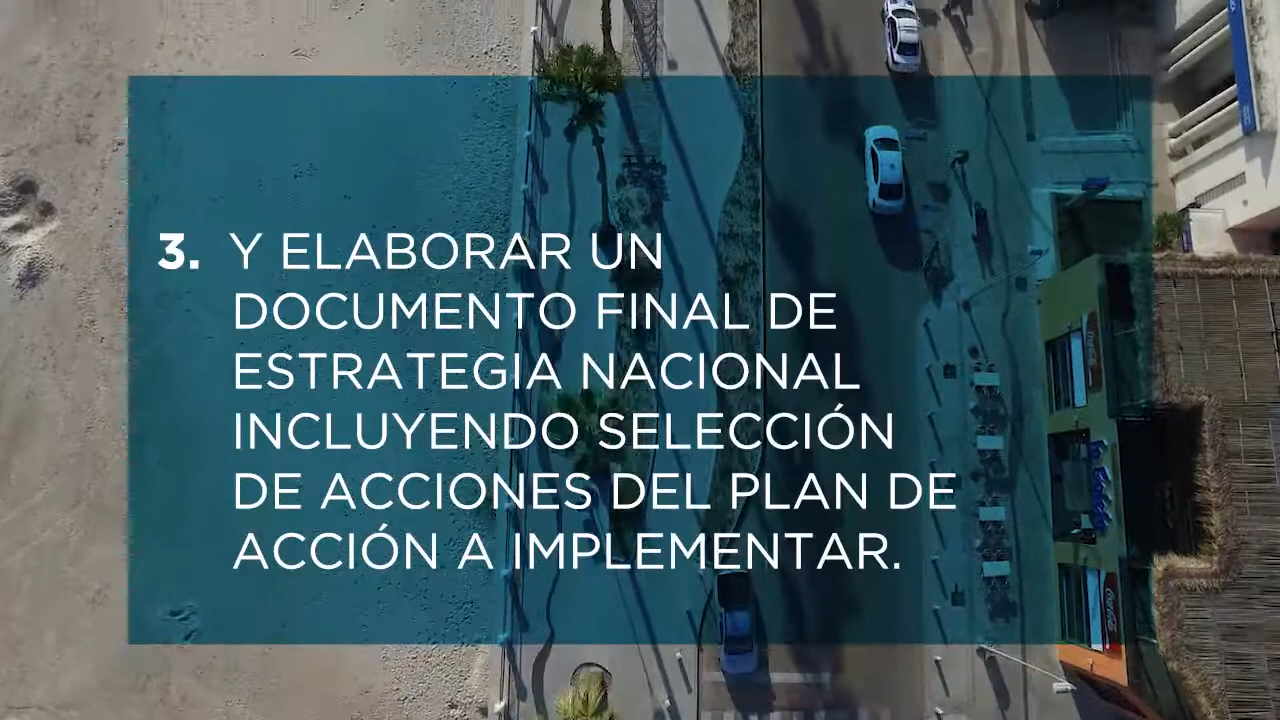 3. Y ELABORAR UN
DOCUMENTO FINAL DE
ESTRATEGIA NACIONAL
INCLUYENDO SELECCIÓN
DE ACCIONES DEL PLAN DE
ACCIÓN A IMPLEMENTAR.